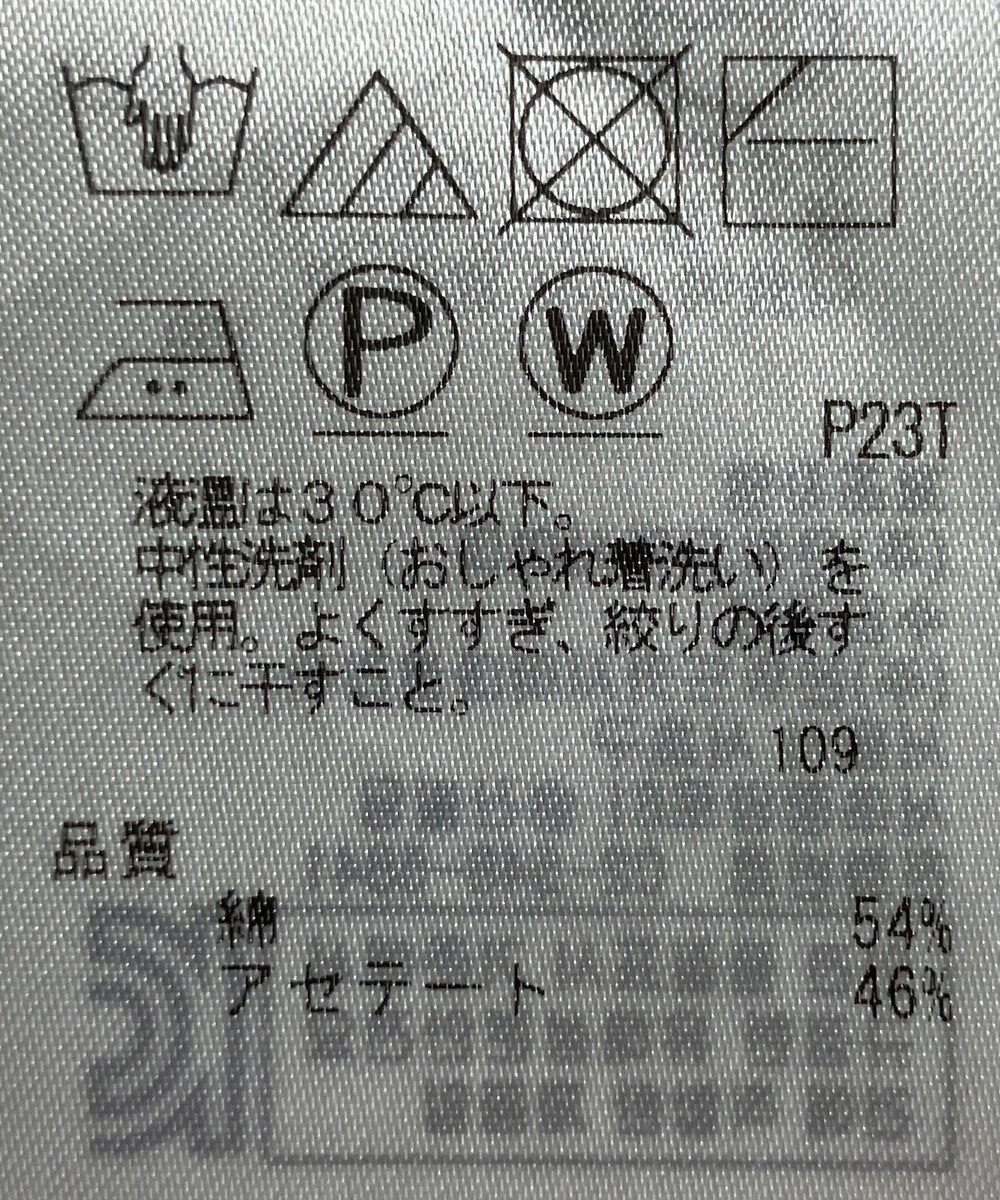 P W
P23T
液温は30℃以下。
中性洗剤（おしゃれ着洗い）を
使用。よくすすぎ、絞りの後す
ぐに干すこと。
109
品質
綿 54%
アセテート 46%